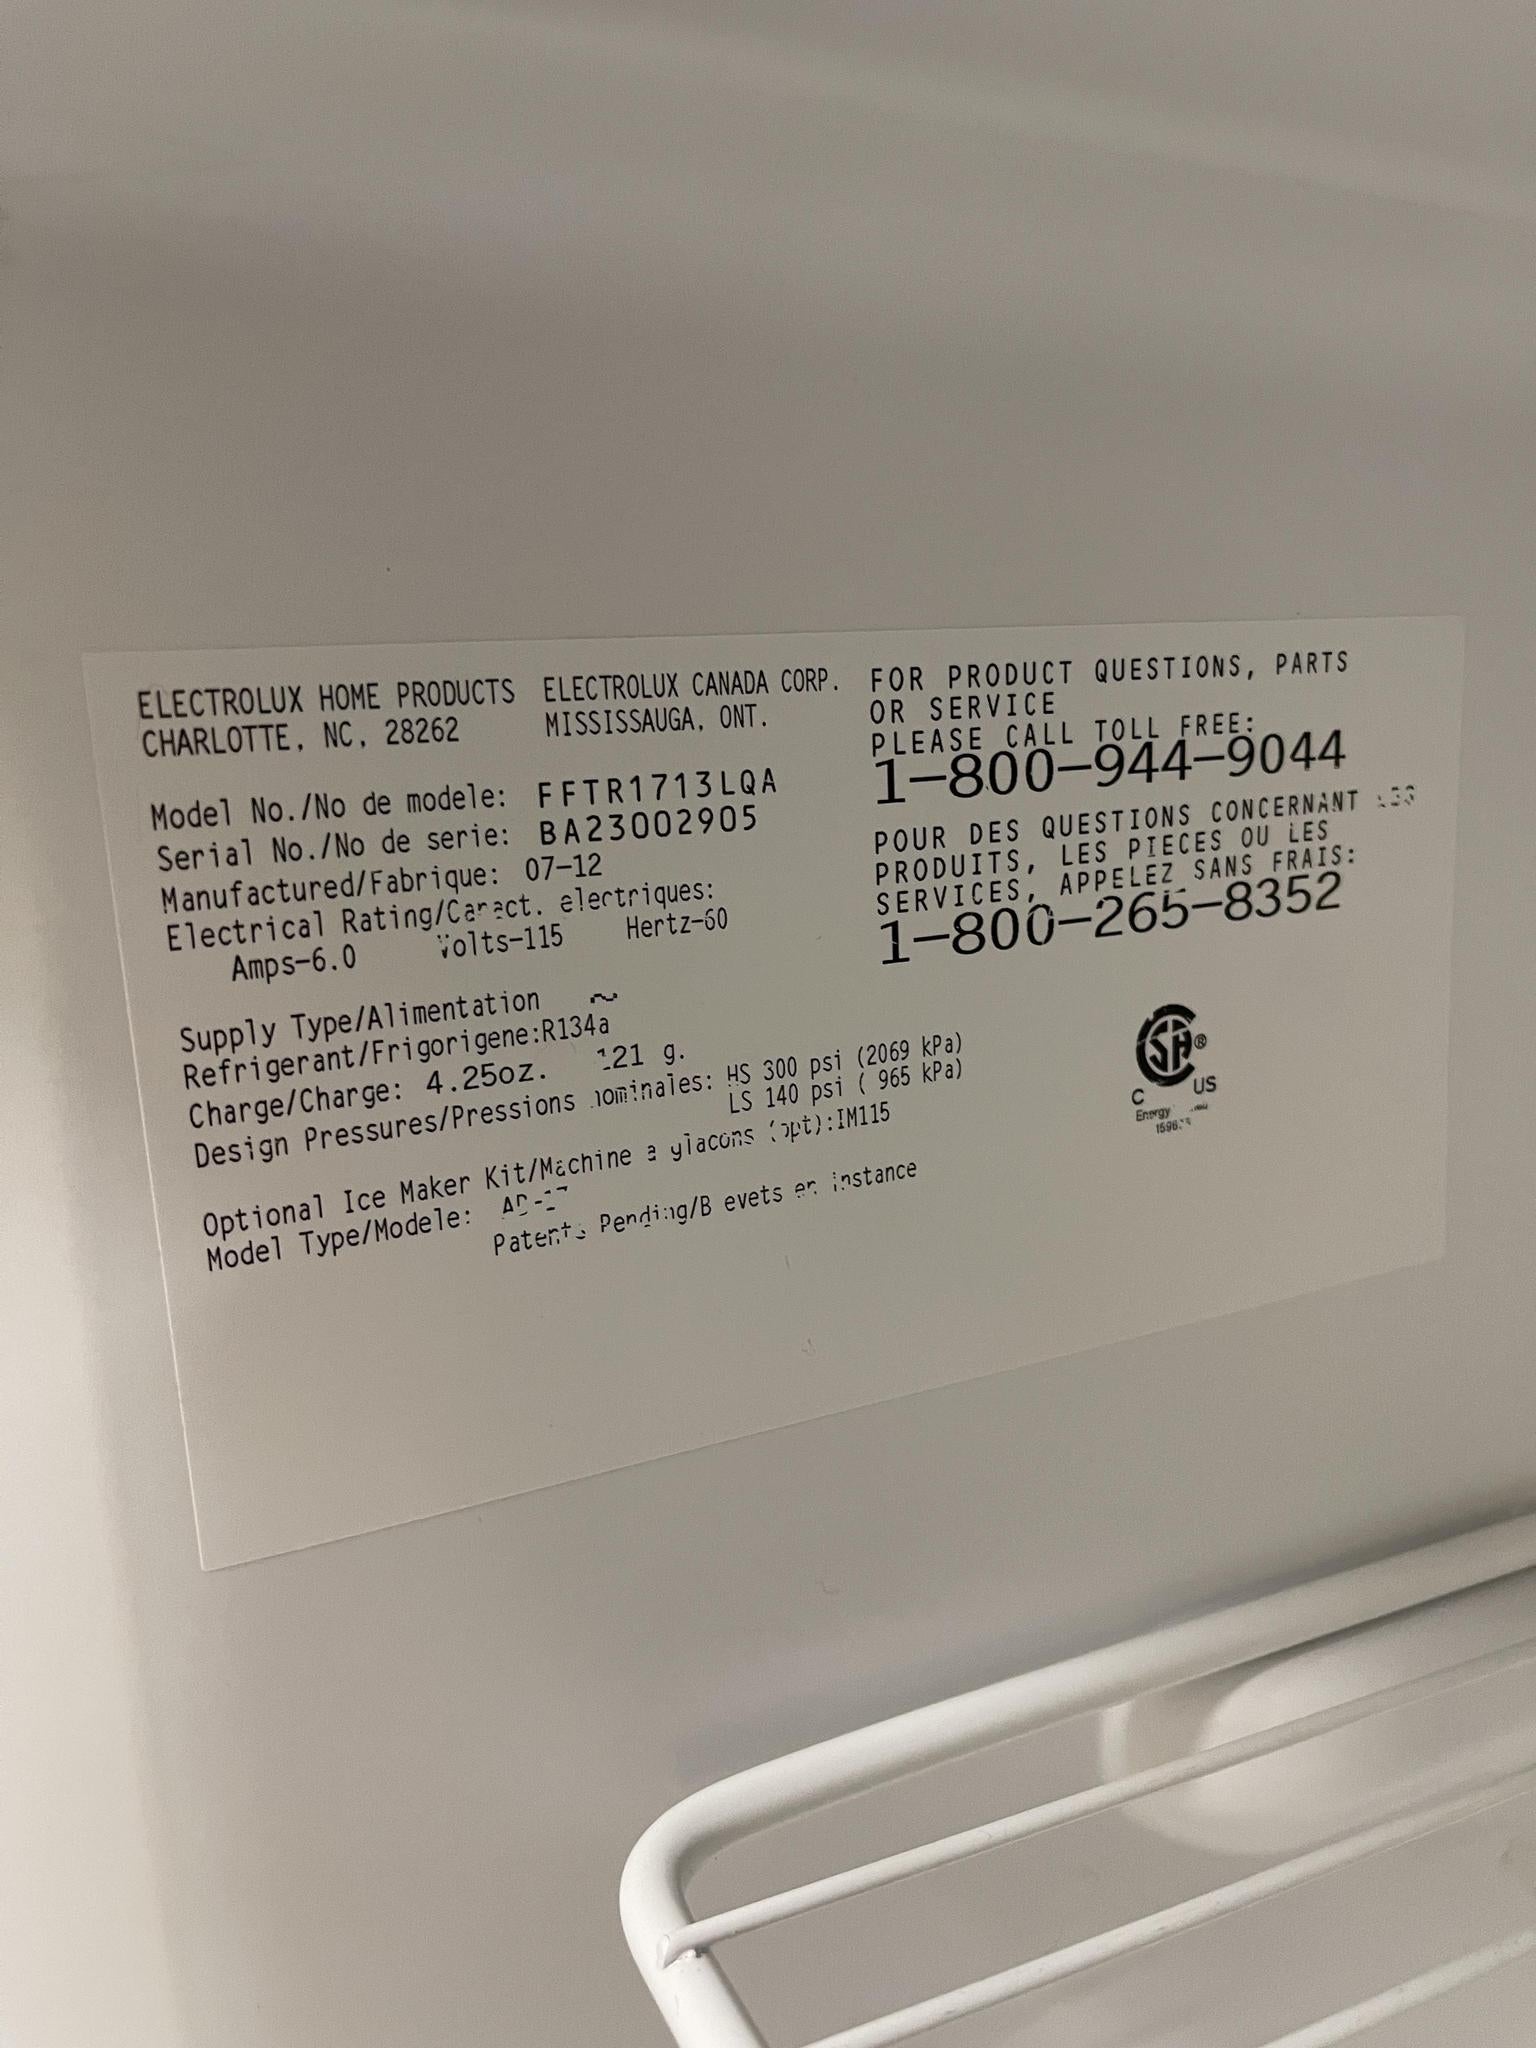 ELECTROLUX HOME PRODUCTS
CHARLOTTE, NC, 28262
ELECTROLUX CANADA CORP.
MISSISSAUGA, ONT.
Model No./No de modele: FFTR1713LQA
Serial No./No de serie: BA23002905
Manufactured/Fabrique: 07-12
Electrical Rating/Caract. electriques:
Amps-6.0 Volts-115 Hertz-60
Supply Type/Alimentation ~
Refrigerant/Frigorigene:R134a
Charge/Charge: 4.25oz. 121 g.
Design Pressures/Pressions nominales: HS 300 psi (2069 kPa)
LS 140 psi ( 965 kPa)
Optional Ice Maker Kit/Machine a glacons (opt):IM115
Model Type/Modele:
Patents Pending/B evets en instance
FOR PRODUCT QUESTIONS, PARTS
OR SERVICE
PLEASE CALL TOLL FREE:
1-800-944-9044
POUR DES QUESTIONS CONCERNANT LES
PRODUITS, LES PIECES OU LES
SERVICES, APPELEZ SANS FRAIS:
1-800-265-8352
SA®
C US
Energy